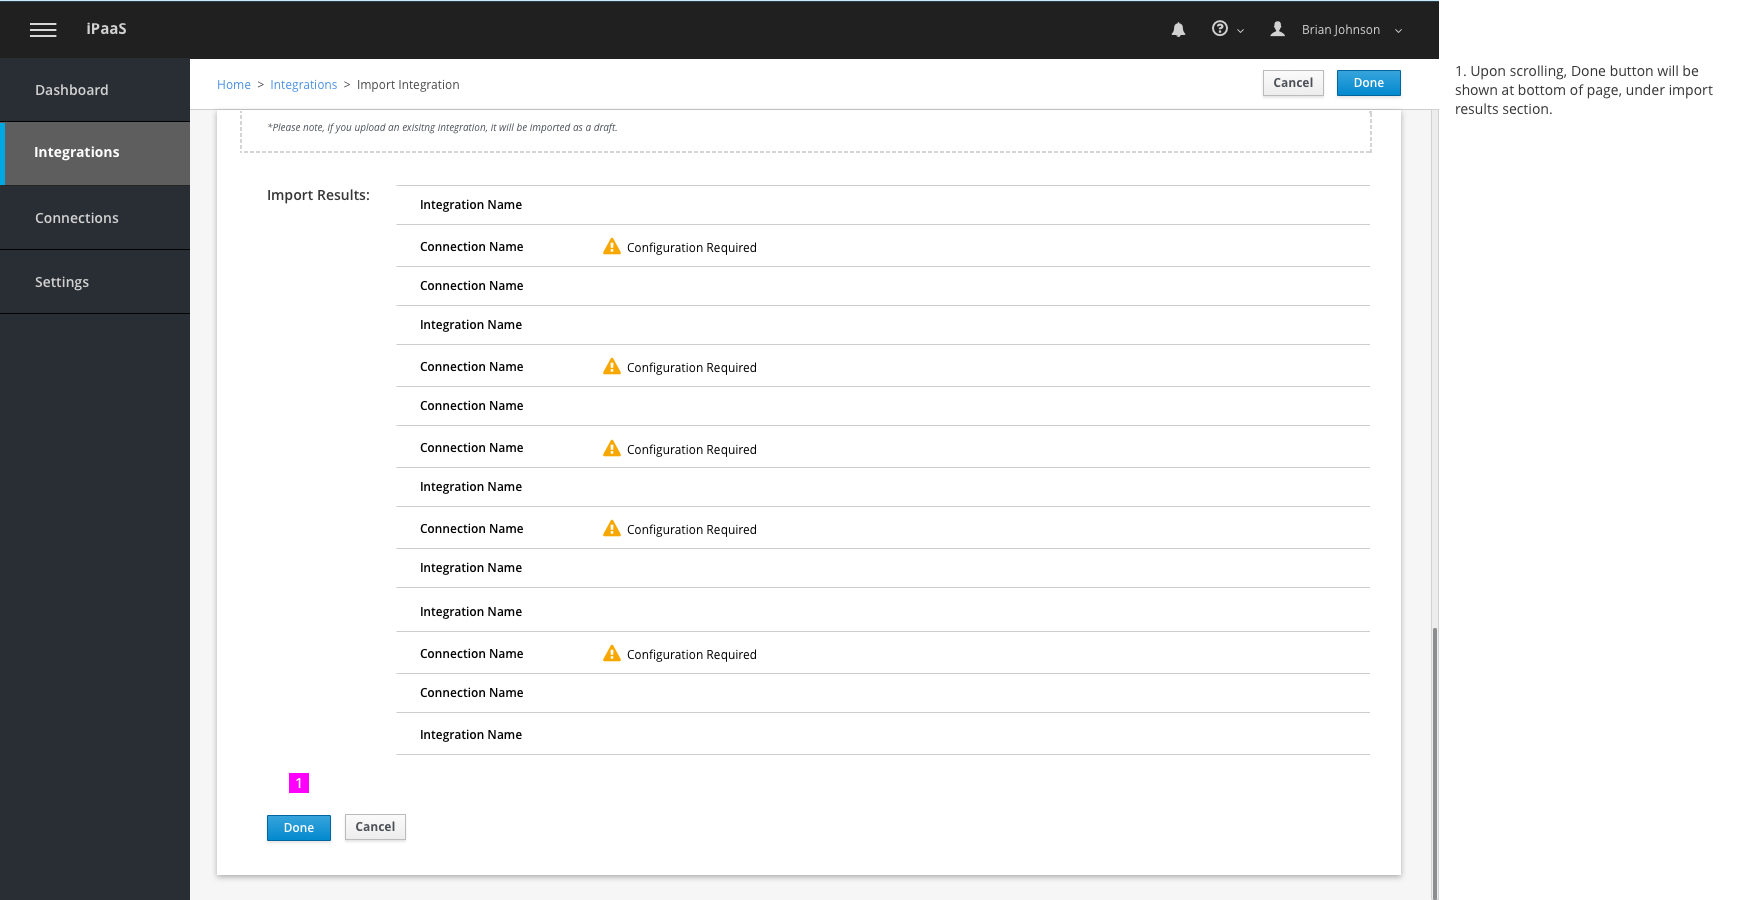 iPaaS
Brian Johnson
Dashboard
Integrations
Connections
Settings
Home > Integrations > Import Integration
Cancel
Done
*Please note, if you upload an exisitng integration, it will be imported as a draft.
Import Results:
Integration Name
Connection Name Configuration Required
Connection Name
Integration Name
Connection Name Configuration Required
Connection Name
Connection Name Configuration Required
Integration Name
Connection Name Configuration Required
Integration Name
Integration Name
Connection Name Configuration Required
Connection Name
Integration Name
1
Done
Cancel
1. Upon scrolling, Done button will be
shown at bottom of page, under import
results section.